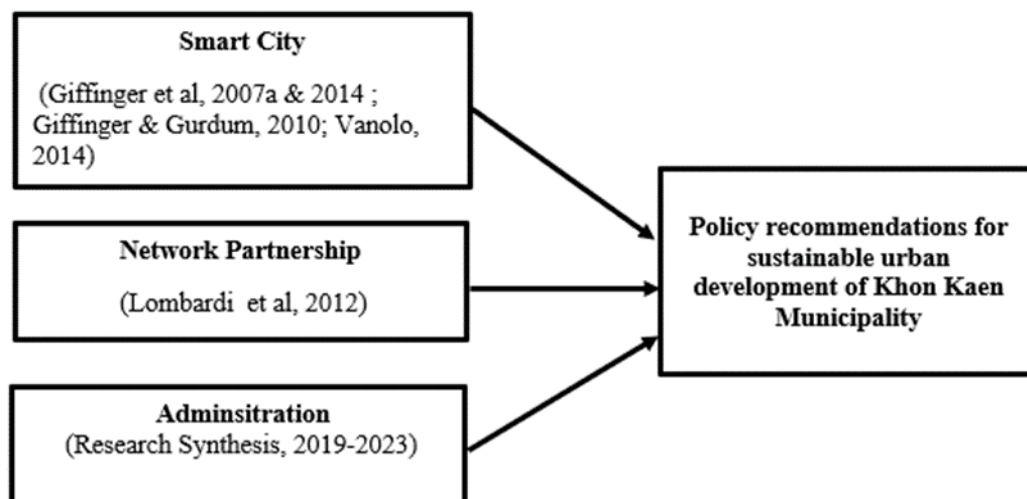 Smart City
(Giffinger et al, 2007a & 2014 ;
Giffinger & Gurdum, 2010; Vanolo,
2014)
Network Partnership
(Lombardi et al, 2012)
Adminsitration
(Research Synthesis, 2019-2023)
Policy recommendations for
sustainable urban
development of Khon Kaen
Municipality